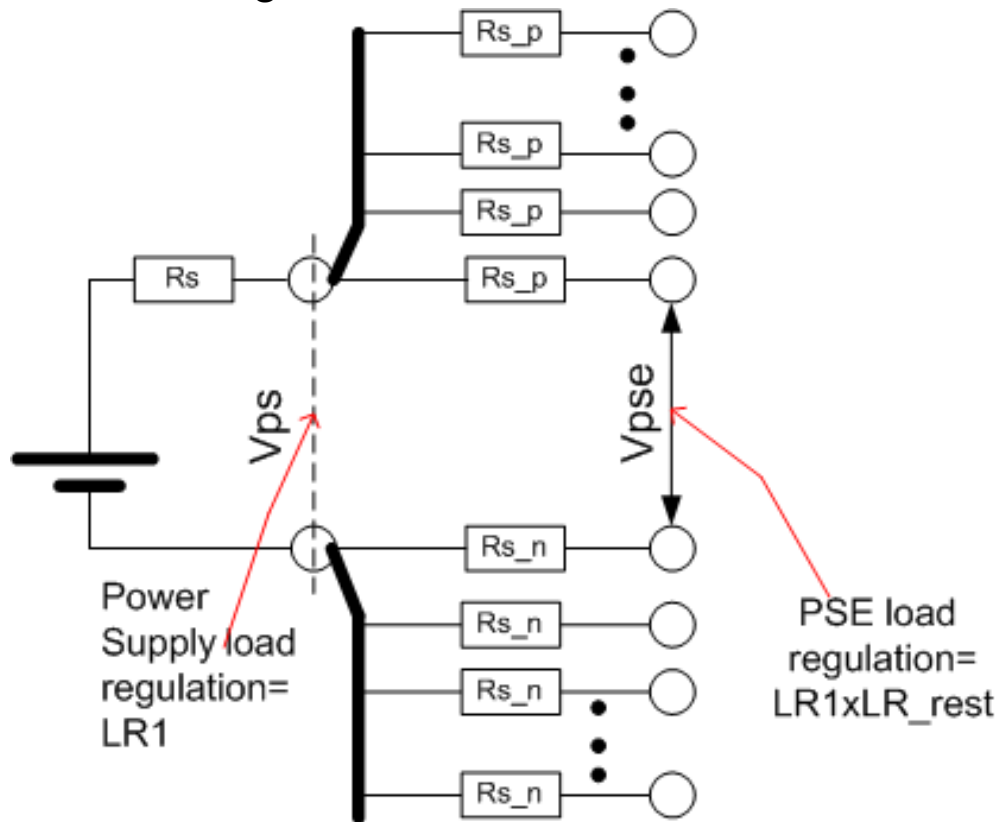 Rs_p
Rs_p
Rs_p
Rs
Rs_p
Vps
Vpse
Rs_n
Power
Supply load
regulation=
LR1
Rs_n
Rs_n
Rs_n
PSE load
regulation=
LR1xLR_rest